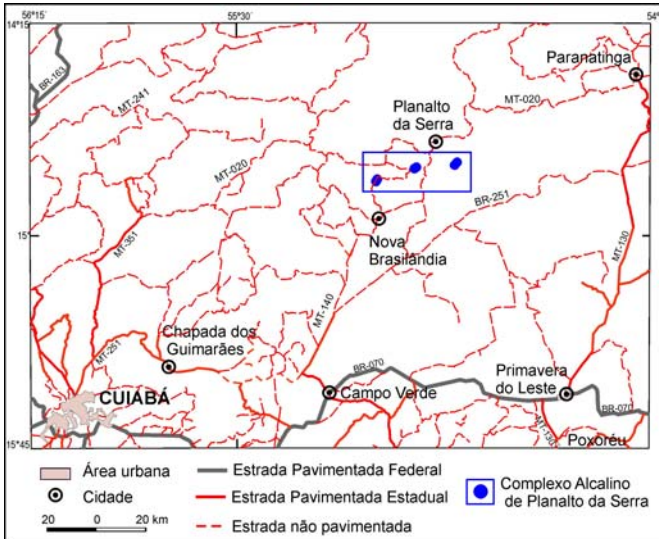 56°15'
55°30'
54°
14°15'
Paranatinga
BR-163
MT-241
Planalto
da Serra
MT-020
MT-020
BR-251
15°
Nova
Brasilândia
MT-351
MT-130
MT-140
Chapada dos
Guimarães
MT-251
BR-070
Primavera
do Leste
CUIABÁ
Campo Verde
BR-070
MT-130
Poxoréu
15°45'
Área urbana
Cidade
20 0 20 km
Estrada Pavimentada Federal
Estrada Pavimentada Estadual
Estrada não pavimentada
Complexo Alcalino
de Planalto da Serra